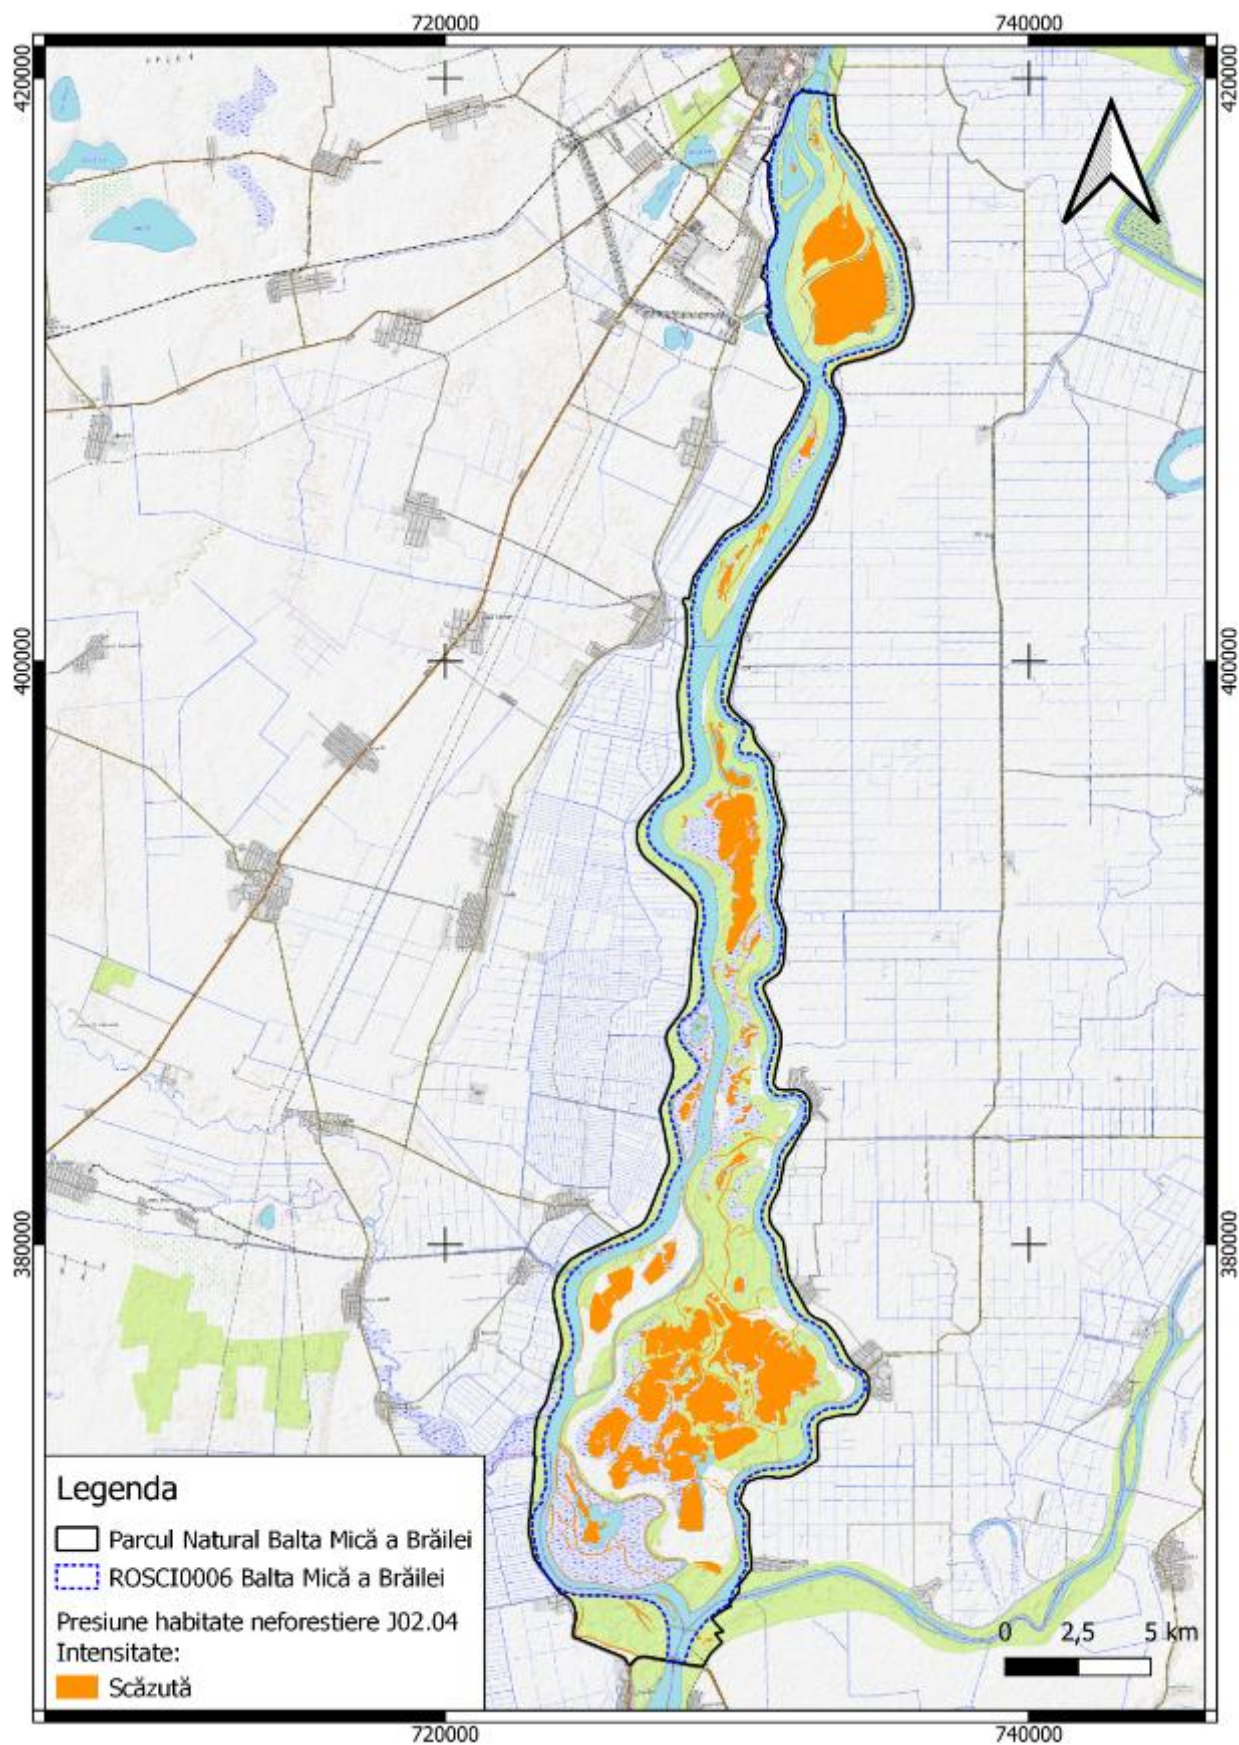 720000
740000
420000
420000
400000
400000
380000
380000
Legenda
Parcul Natural Balta Mică a Brăilei
ROSCI0006 Balta Mică a Brăilei
Presiune habitate neforestiere J02.04
Intensitate:
Scăzută
0 2,5 5 km
720000
740000